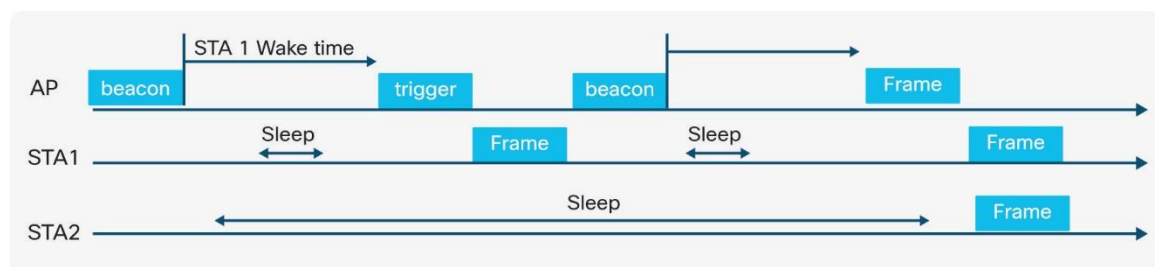 STA 1 Wake time
AP
beacon
trigger
beacon
Frame
Sleep
Sleep
STA1
Frame
Frame
Sleep
STA2
Frame